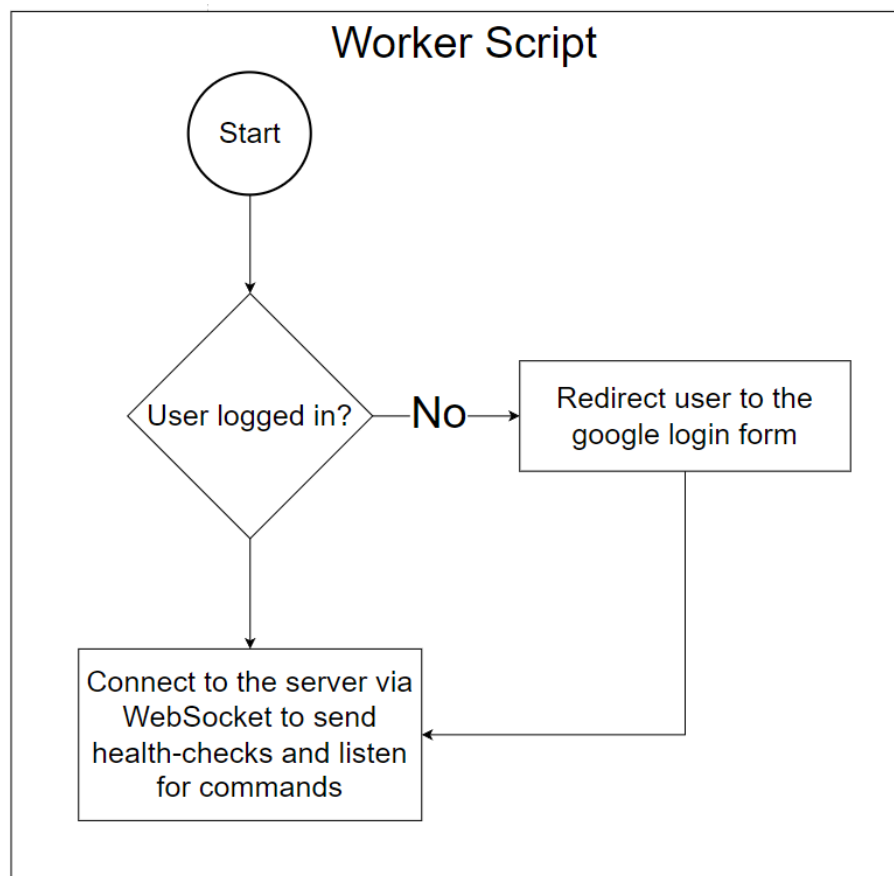 Worker Script
Start
User logged in?
No
Redirect user to the
google login form
Connect to the server via
WebSocket to send
health-checks and listen
for commands